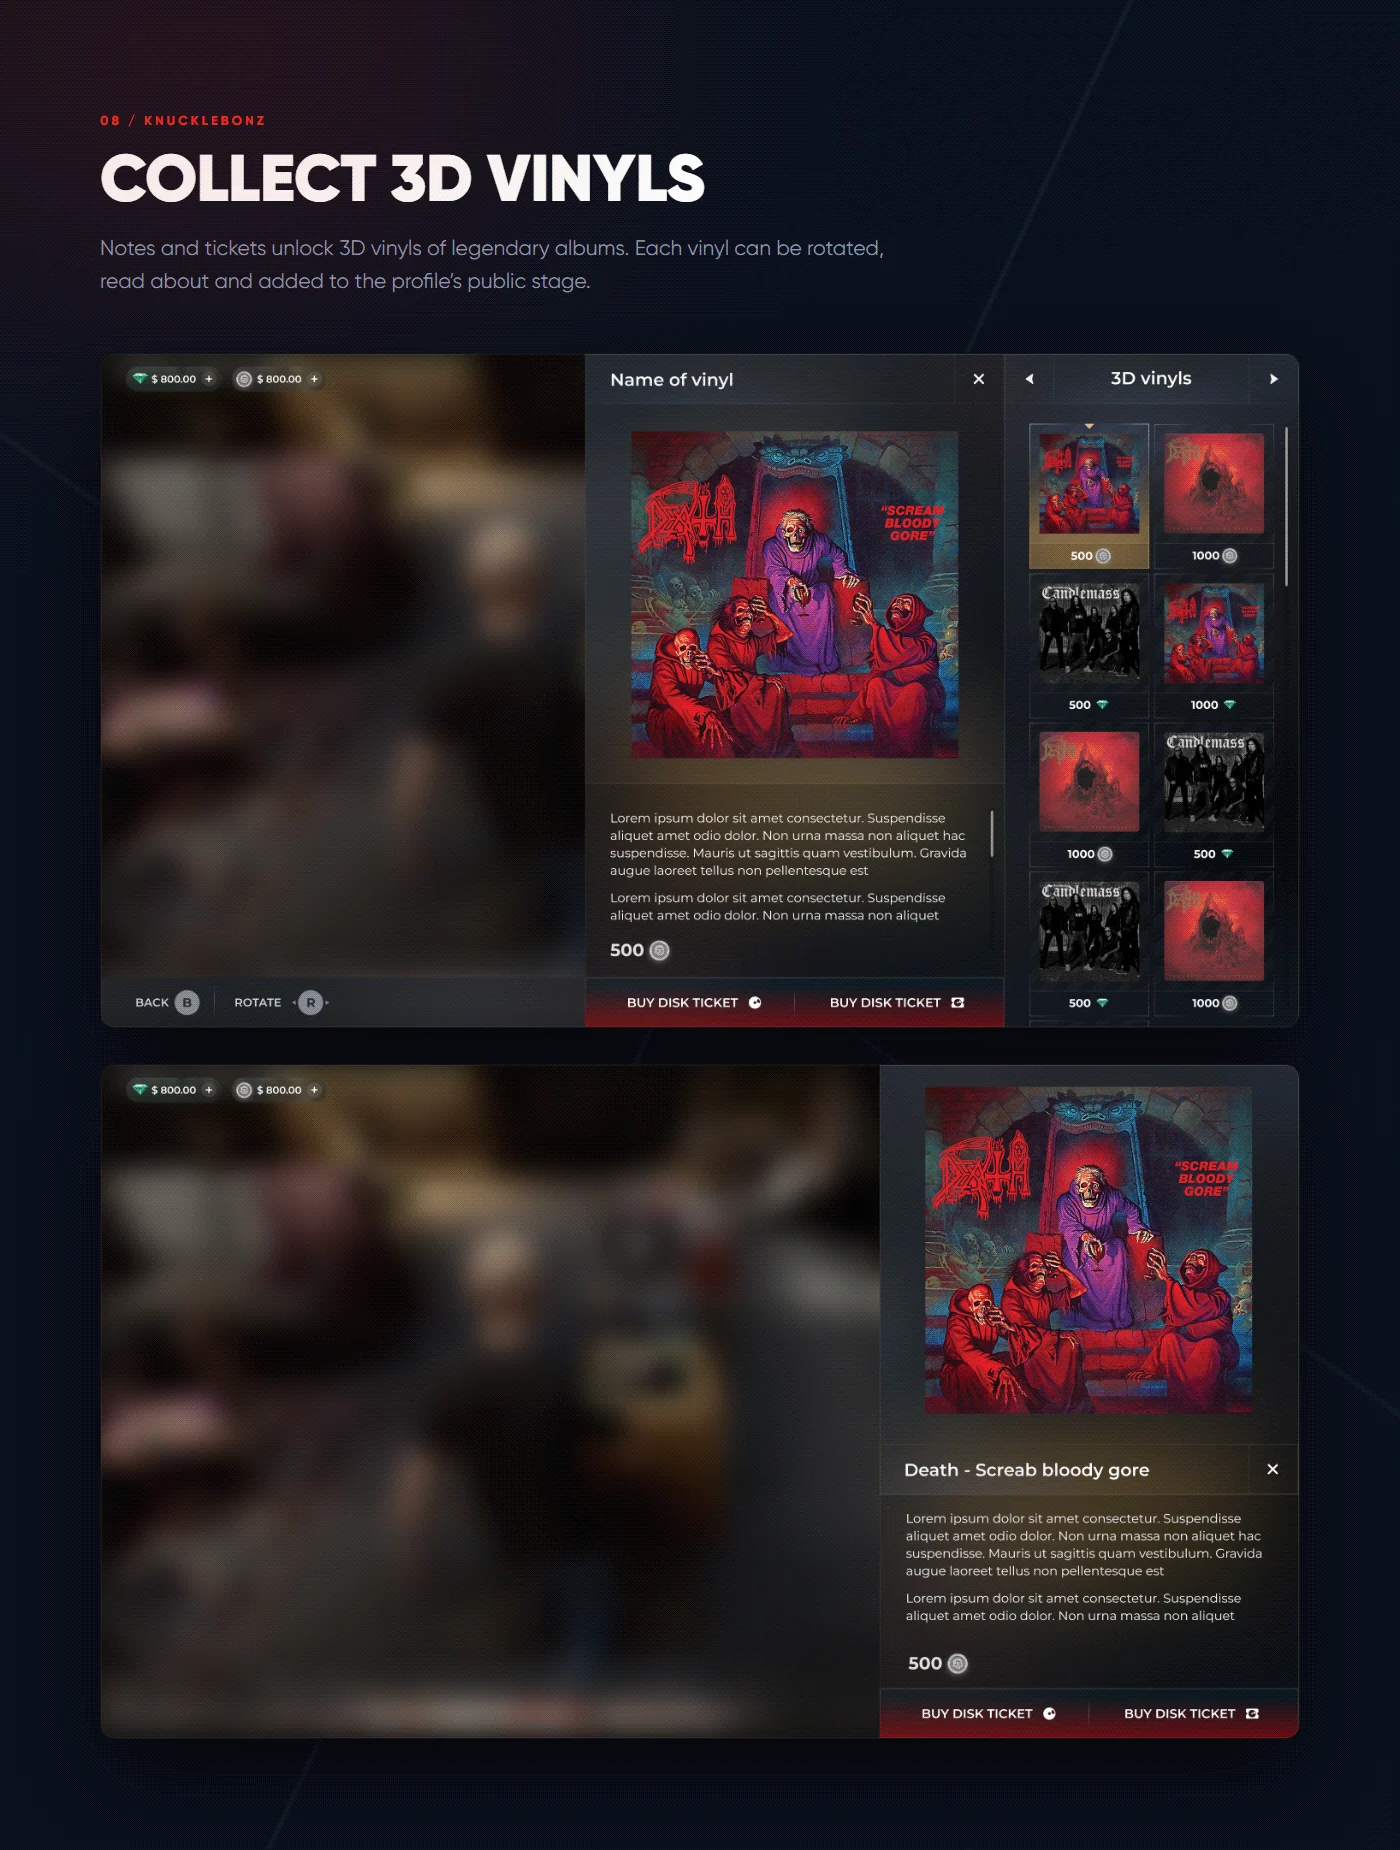 08 / KNUCKLEBONZ
COLLECT 3D VINYLS
Notes and tickets unlock 3D vinyls of legendary albums. Each vinyl can be rotated,
read about and added to the profile’s public stage.
$ 800.00 +
$ 800.00 +
Name of vinyl
3D vinyls
DEATH
“SCREAM
BLOODY
GORE”
Lorem ipsum dolor sit amet consectetur. Suspendisse
aliquet amet odio dolor. Non urna massa non aliquet hac
suspendisse. Mauris ut sagittis quam vestibulum. Gravida
augue laoreet tellus non pellentesque est
Lorem ipsum dolor sit amet consectetur. Suspendisse
aliquet amet odio dolor. Non urna massa non aliquet
500
BACK B
ROTATE R
BUY DISK TICKET
BUY DISK TICKET
DEATH
DEATH
500
1000
Candlemass
DEATH
500
1000
DEATH
Candlemass
1000
500
Candlemass
DEATH
500
1000
$ 800.00 +
$ 800.00 +
DEATH
“SCREAM
BLOODY
GORE”
Death - Screab bloody gore
Lorem ipsum dolor sit amet consectetur. Suspendisse
aliquet amet odio dolor. Non urna massa non aliquet hac
suspendisse. Mauris ut sagittis quam vestibulum. Gravida
augue laoreet tellus non pellentesque est
Lorem ipsum dolor sit amet consectetur. Suspendisse
aliquet amet odio dolor. Non urna massa non aliquet
500
BUY DISK TICKET
BUY DISK TICKET